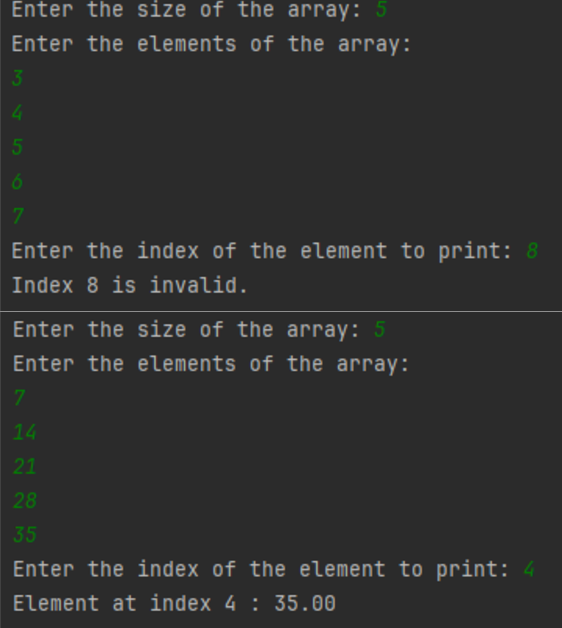 Enter the size of the array: 5
Enter the elements of the array:
3
4
5
6
7
Enter the index of the element to print: 8
Index 8 is invalid.
Enter the size of the array: 5
Enter the elements of the array:
7
14
21
28
35
Enter the index of the element to print: 4
Element at index 4 : 35.00